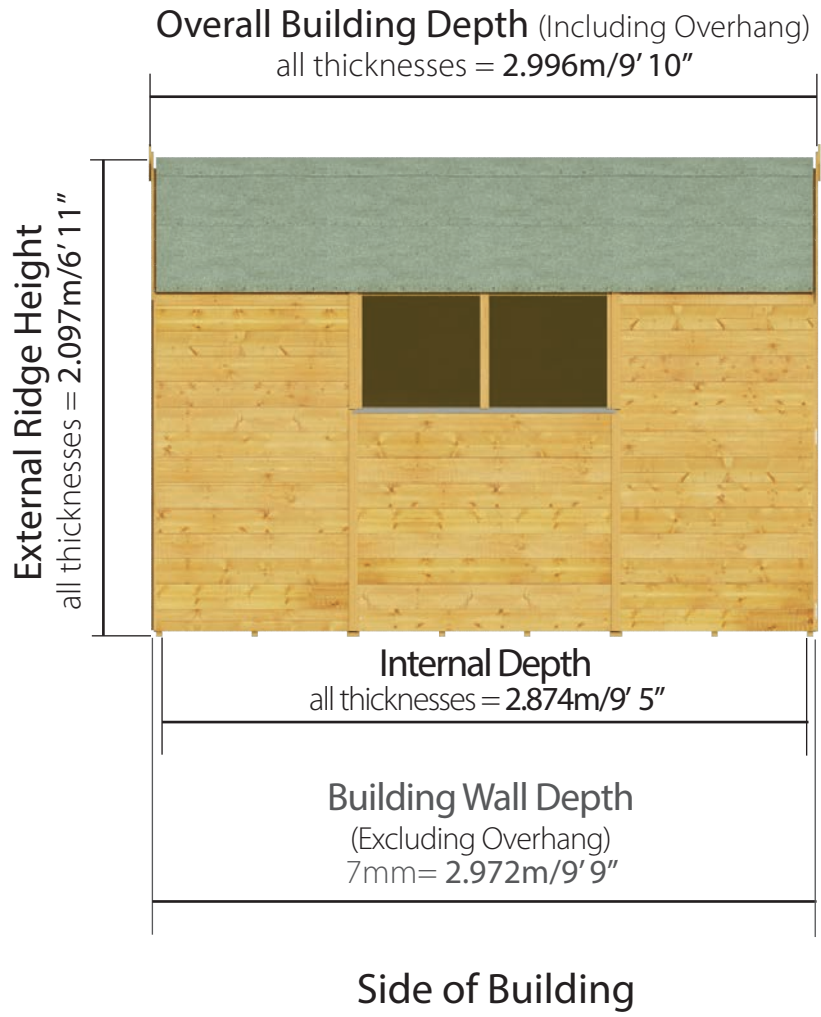 Overall Building Depth (Including Overhang)
all thicknesses = 2.996m/9’ 10”
External Ridge Height
all thicknesses = 2.097m/6’ 11”
Internal Depth
all thicknesses = 2.874m/9’ 5”
Building Wall Depth
(Excluding Overhang)
7mm= 2.972m/9’ 9”
Side of Building